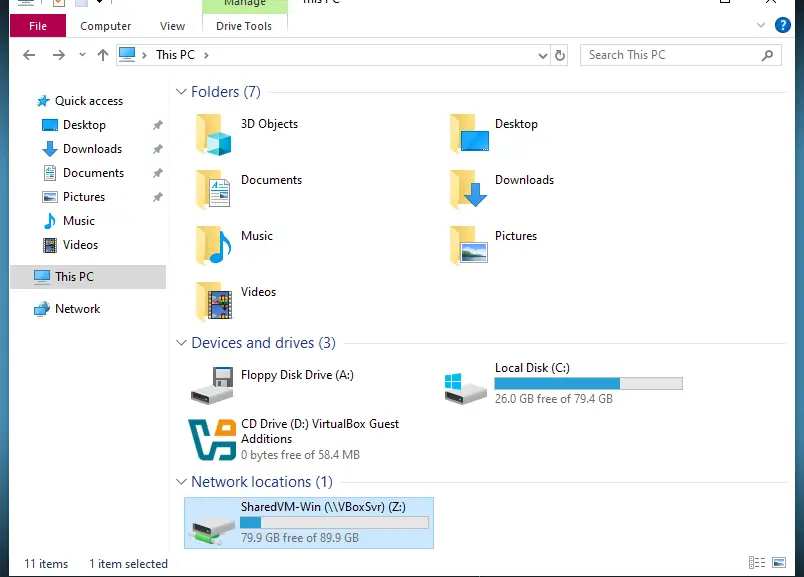 Manage
This PC
File
Computer
View
Drive Tools
This PC
Search This PC
Quick access
Desktop
Downloads
Documents
Pictures
Music
Videos
This PC
Network
Folders (7)
3D Objects
Desktop
Documents
Downloads
Music
Pictures
Videos
Devices and drives (3)
Floppy Disk Drive (A:)
Local Disk (C:)
26.0 GB free of 79.4 GB
CD Drive (D:) VirtualBox Guest
Additions
0 bytes free of 58.4 MB
Network locations (1)
SharedVM-Win (\\VBoxSvr) (Z:)
79.9 GB free of 89.9 GB
11 items
1 item selected